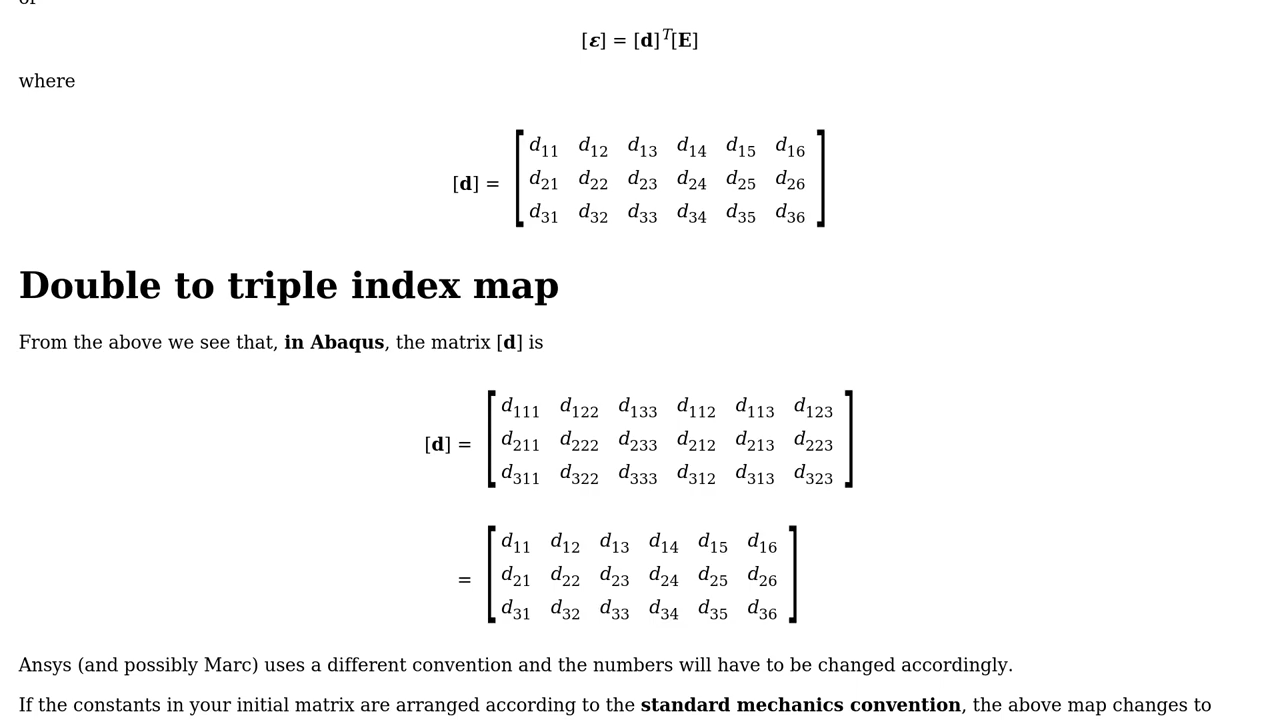 [ε] = [d]ᵀ[E]
where
[d] = [ d₁₁ d₁₂ d₁₃ d₁₄ d₁₅ d₁₆
d₂₁ d₂₂ d₂₃ d₂₄ d₂₅ d₂₆
d₃₁ d₃₂ d₃₃ d₃₄ d₃₅ d₃₆ ]
Double to triple index map
From the above we see that, in Abaqus, the matrix [d] is
[d] = [ d₁₁₁ d₁₂₂ d₁₃₃ d₁₁₂ d₁₁₃ d₁₂₃
d₂₁₁ d₂₂₂ d₂₃₃ d₂₁₂ d₂₁₃ d₂₂₃
d₃₁₁ d₃₂₂ d₃₃₃ d₃₁₂ d₃₁₃ d₃₂₃ ]
= [ d₁₁ d₁₂ d₁₃ d₁₄ d₁₅ d₁₆
d₂₁ d₂₂ d₂₃ d₂₄ d₂₅ d₂₆
d₃₁ d₃₂ d₃₃ d₃₄ d₃₅ d₃₆ ]
Ansys (and possibly Marc) uses a different convention and the numbers will have to be changed accordingly.
If the constants in your initial matrix are arranged according to the standard mechanics convention, the above map changes to